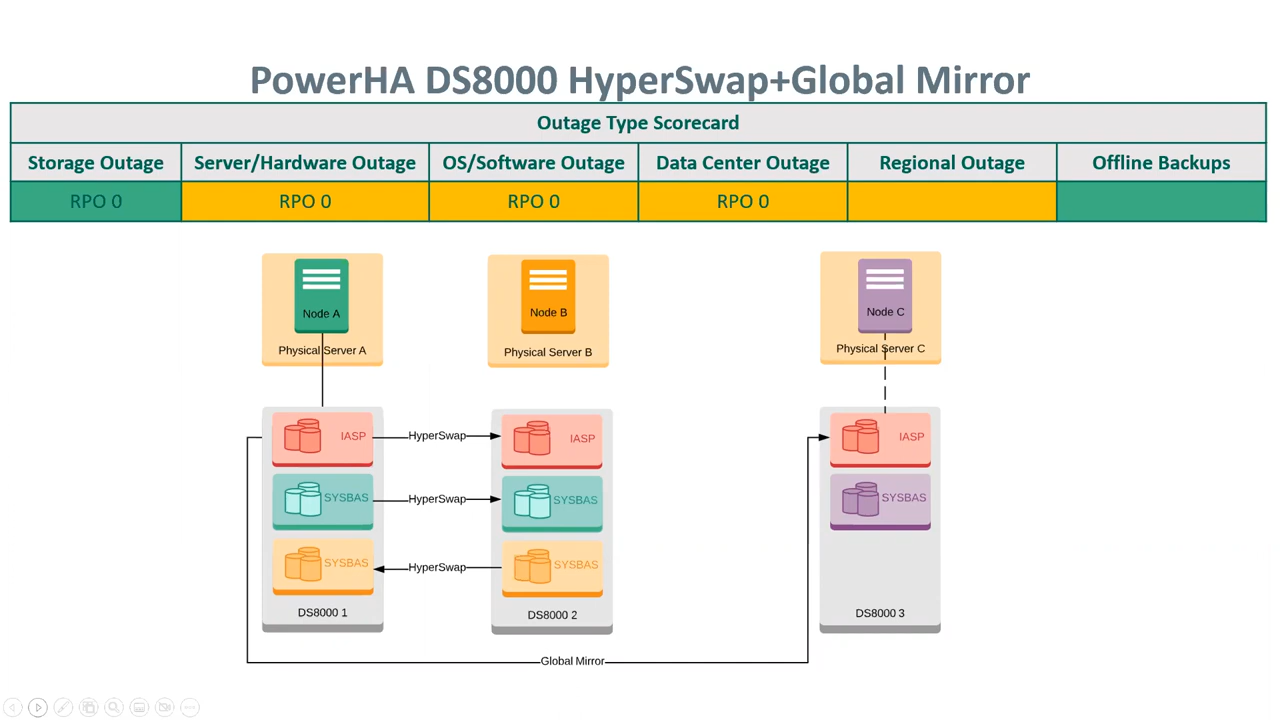 PowerHA DS8000 HyperSwap+Global Mirror
Outage Type Scorecard
Storage Outage Server/Hardware Outage OS/Software Outage Data Center Outage Regional Outage Offline Backups
RPO 0 RPO 0 RPO 0 RPO 0
Node A Node B Node C
Physical Server A Physical Server B Physical Server C
IASP HyperSwap IASP IASP
SYSBAS HyperSwap SYSBAS SYSBAS
SYSBAS HyperSwap SYSBAS
DS8000 1 DS8000 2 DS8000 3
Global Mirror